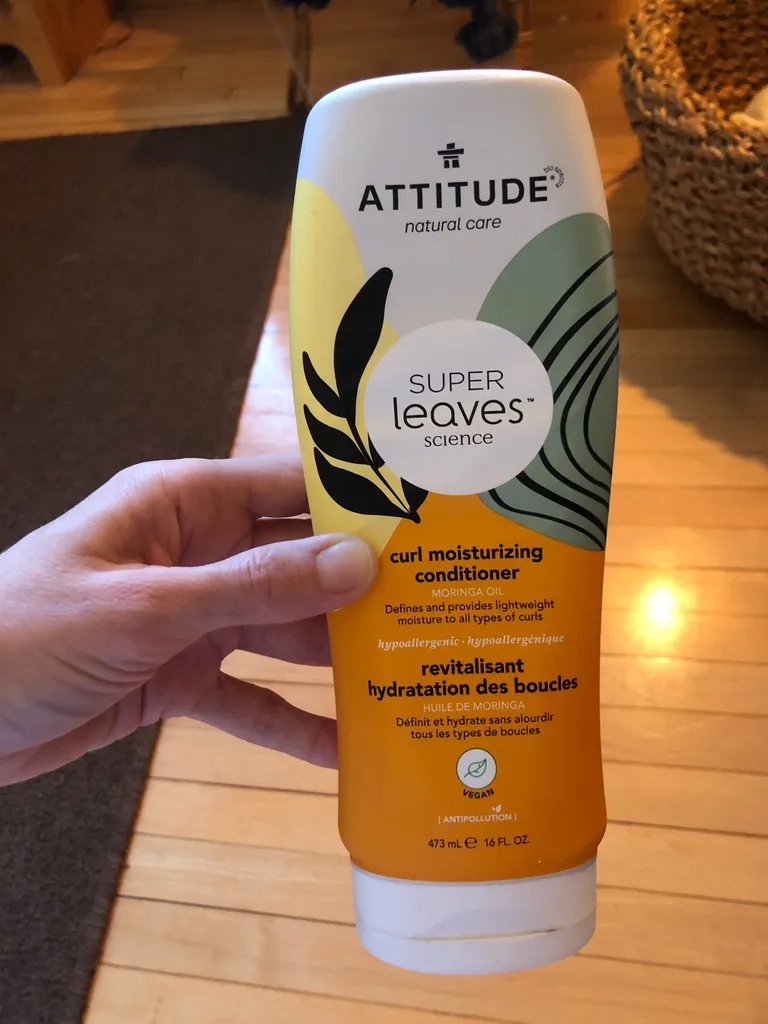 ATTITUDE
bio spectra
natural care
SUPER
leaves™
science
curl moisturizing
conditioner
MORINGA OIL
Defines and provides lightweight
moisture to all types of curls
hypoallergenic · hypoallergénique
revitalisant
hydratation des boucles
HUILE DE MORINGA
Définit et hydrate sans alourdir
tous les types de boucles
VEGAN
| ANTIPOLLUTION |
473 mL ℮ 16 FL. OZ.